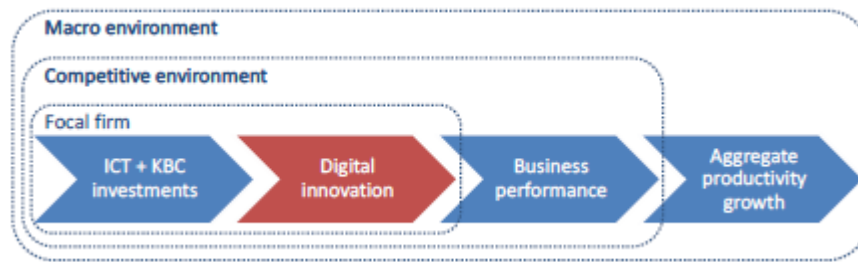 Macro environment
Competitive environment
Focal firm
ICT + KBC
investments
Digital
innovation
Business
performance
Aggregate
productivity
growth